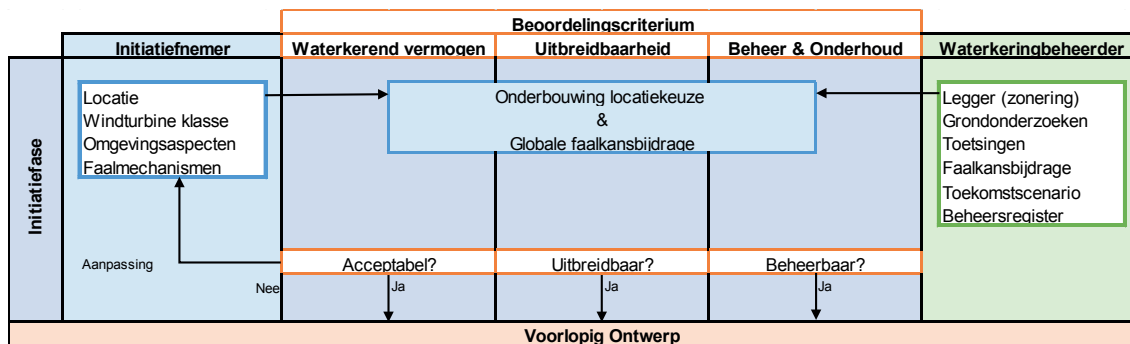 Beoordelingscriterium
Initiatiefnemer
Waterkerend vermogen
Uitbreidbaarheid
Beheer & Onderhoud
Waterkeringbeheerder
Initiatiefase
Locatie
Windturbine klasse
Omgevingsaspecten
Faalmechanismen
Onderbouwing locatiekeuze
&
Globale faalkansbijdrage
Legger (zonering)
Grondonderzoeken
Toetsingen
Faalkansbijdrage
Toekomstscenario
Beheersregister
Aanpassing
Nee
Acceptabel?
Uitbreidbaar?
Beheerbaar?
Ja
Ja
Ja
Voorlopig Ontwerp